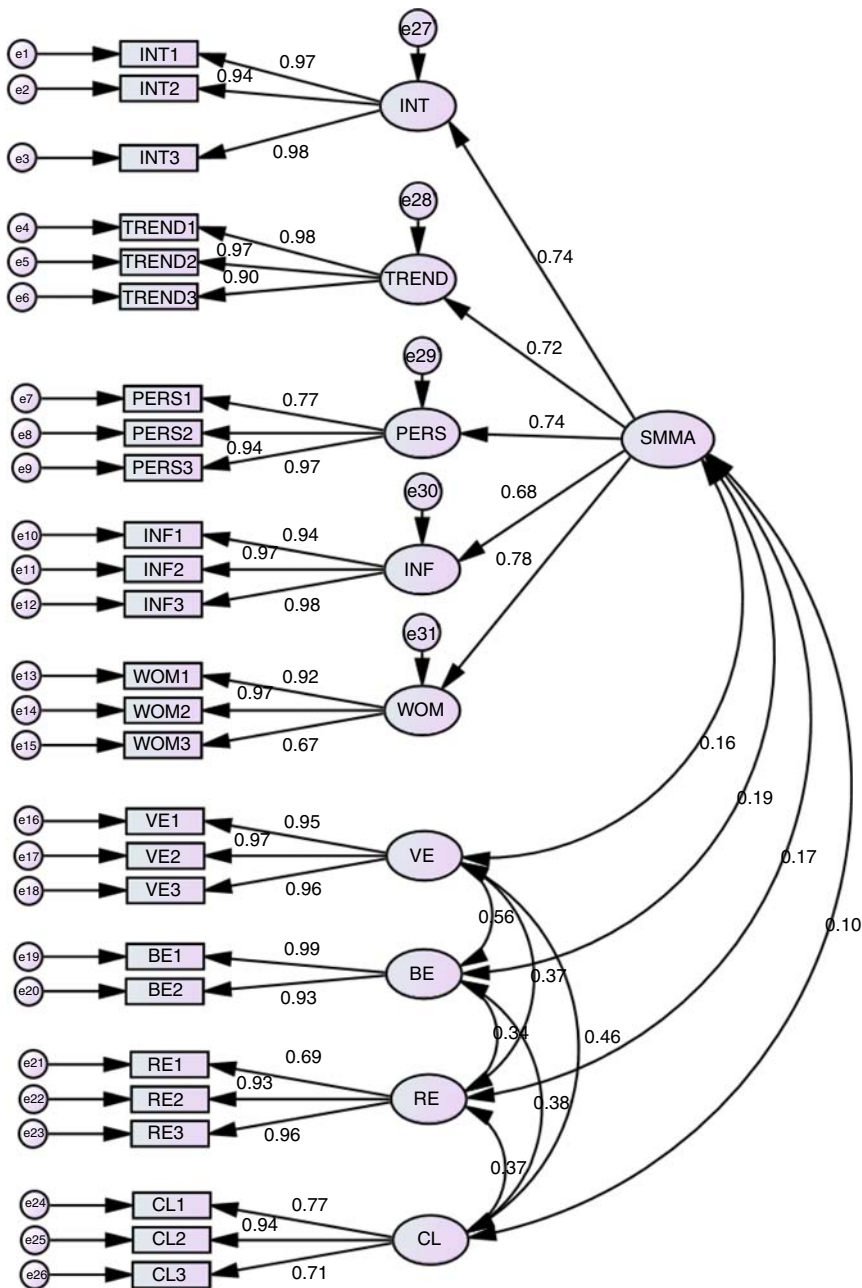 e27
e1 INT1 0.97
0.94
e2 INT2 INT
e3 INT3 0.98
e28
e4 TREND1 0.98
0.97
e5 TREND2 TREND
0.90
e6 TREND3
0.74
0.72
e29
e7 PERS1 0.77
e8 PERS2 PERS 0.74 SMMA
0.94
e9 PERS3 0.97
e30 0.68
e10 INF1 0.94
0.97
e11 INF2 INF 0.78
e12 INF3 0.98
e31
e13 WOM1 0.92
0.97
e14 WOM2 WOM
e15 WOM3 0.67
0.16
0.19
e16 VE1 0.95
0.97
e17 VE2 VE 0.17
e18 VE3 0.96
0.56 0.10
e19 BE1 0.99
BE 0.37
e20 BE2 0.93
0.34 0.46
e21 RE1 0.69
0.93
e22 RE2 RE 0.38
e23 RE3 0.96
0.37
e24 CL1 0.77
0.94
e25 CL2 CL
e26 CL3 0.71